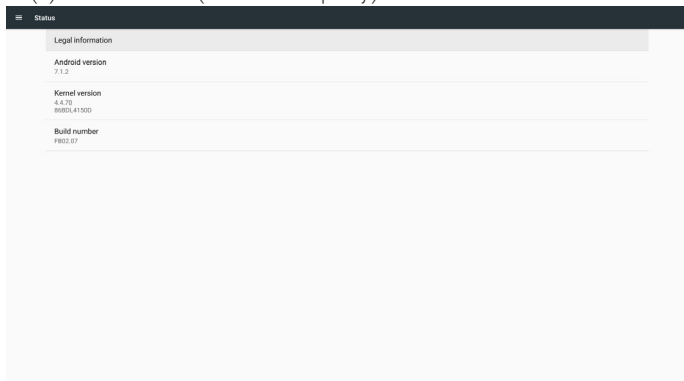 Status
Legal information
Android version
7.1.2
Kernel version
4.4.70
86BDL4150D
Build number
FB02.07